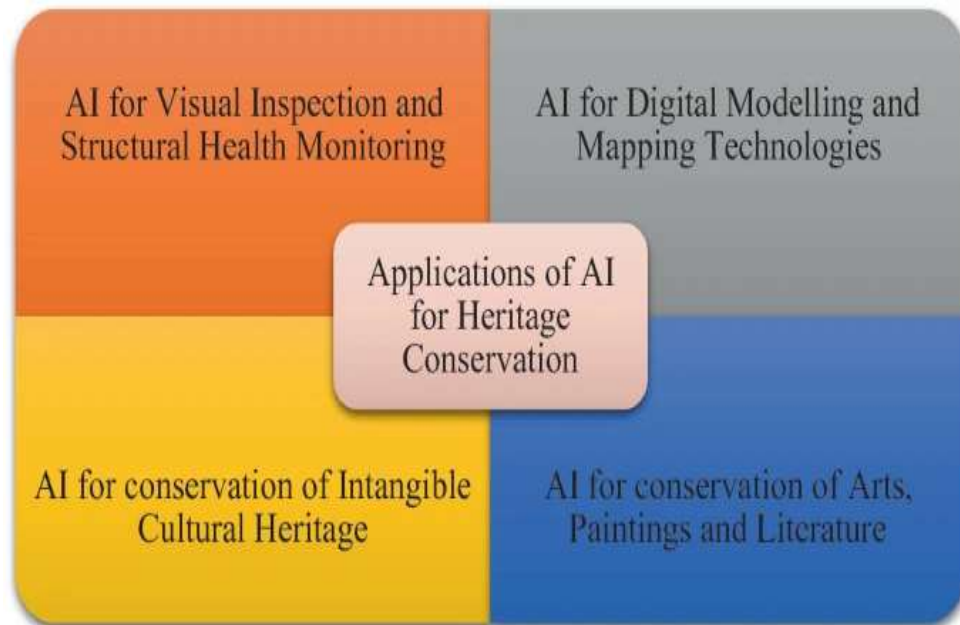 AI for Visual Inspection and
Structural Health Monitoring
AI for Digital Modelling and
Mapping Technologies
Applications of AI
for Heritage
Conservation
AI for conservation of Intangible
Cultural Heritage
AI for conservation of Arts,
Paintings and Literature